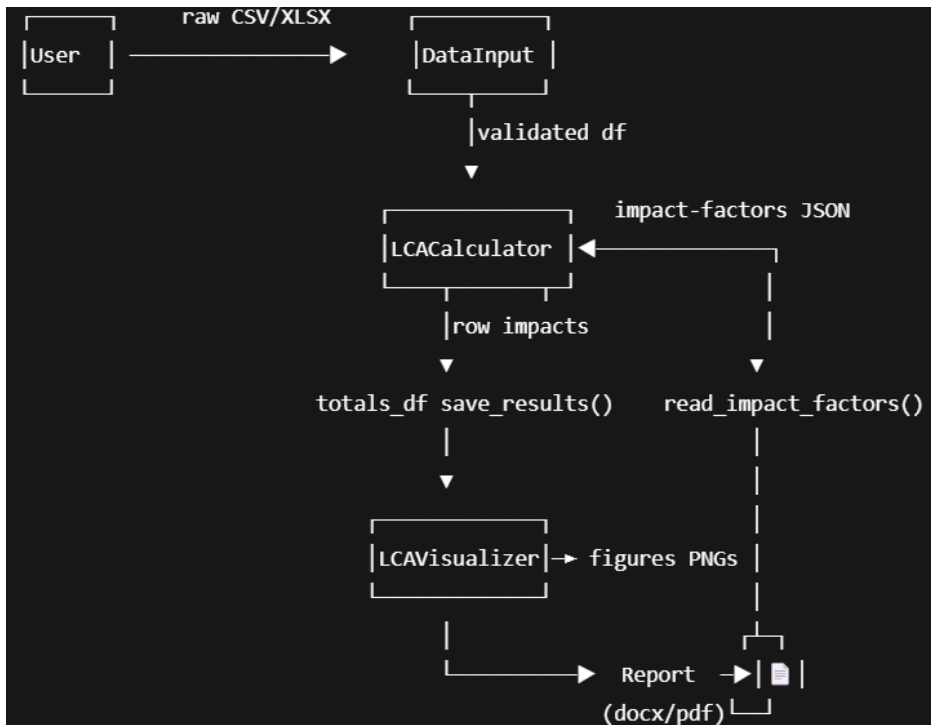 raw CSV/XLSX
User
DataInput
validated df
impact-factors JSON
LCACalculator
row impacts
totals_df save_results()
read_impact_factors()
LCAVisualizer
figures PNGs
Report
(docx/pdf)